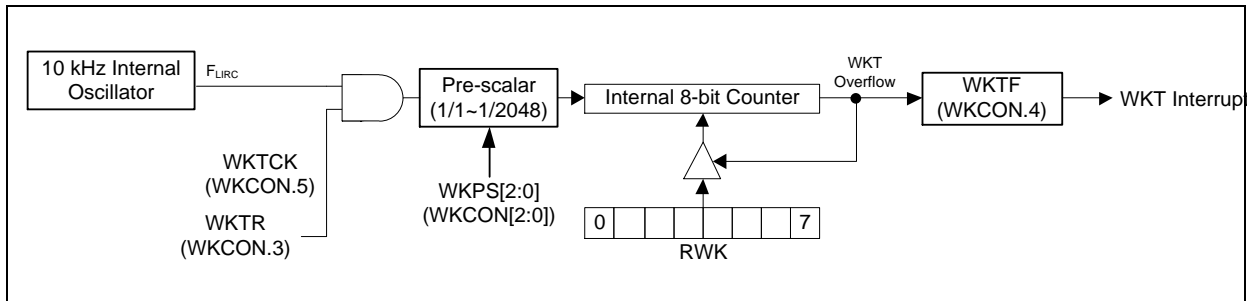 10 kHz Internal
Oscillator
FLIRC
WKTCK
(WKCON.5)
WKTR
(WKCON.3)
Pre-scalar
(1/1~1/2048)
WKPS[2:0]
(WKCON[2:0])
Internal 8-bit Counter
0
7
RWK
WKT
Overflow
WKTF
(WKCON.4)
WKT Interrupt